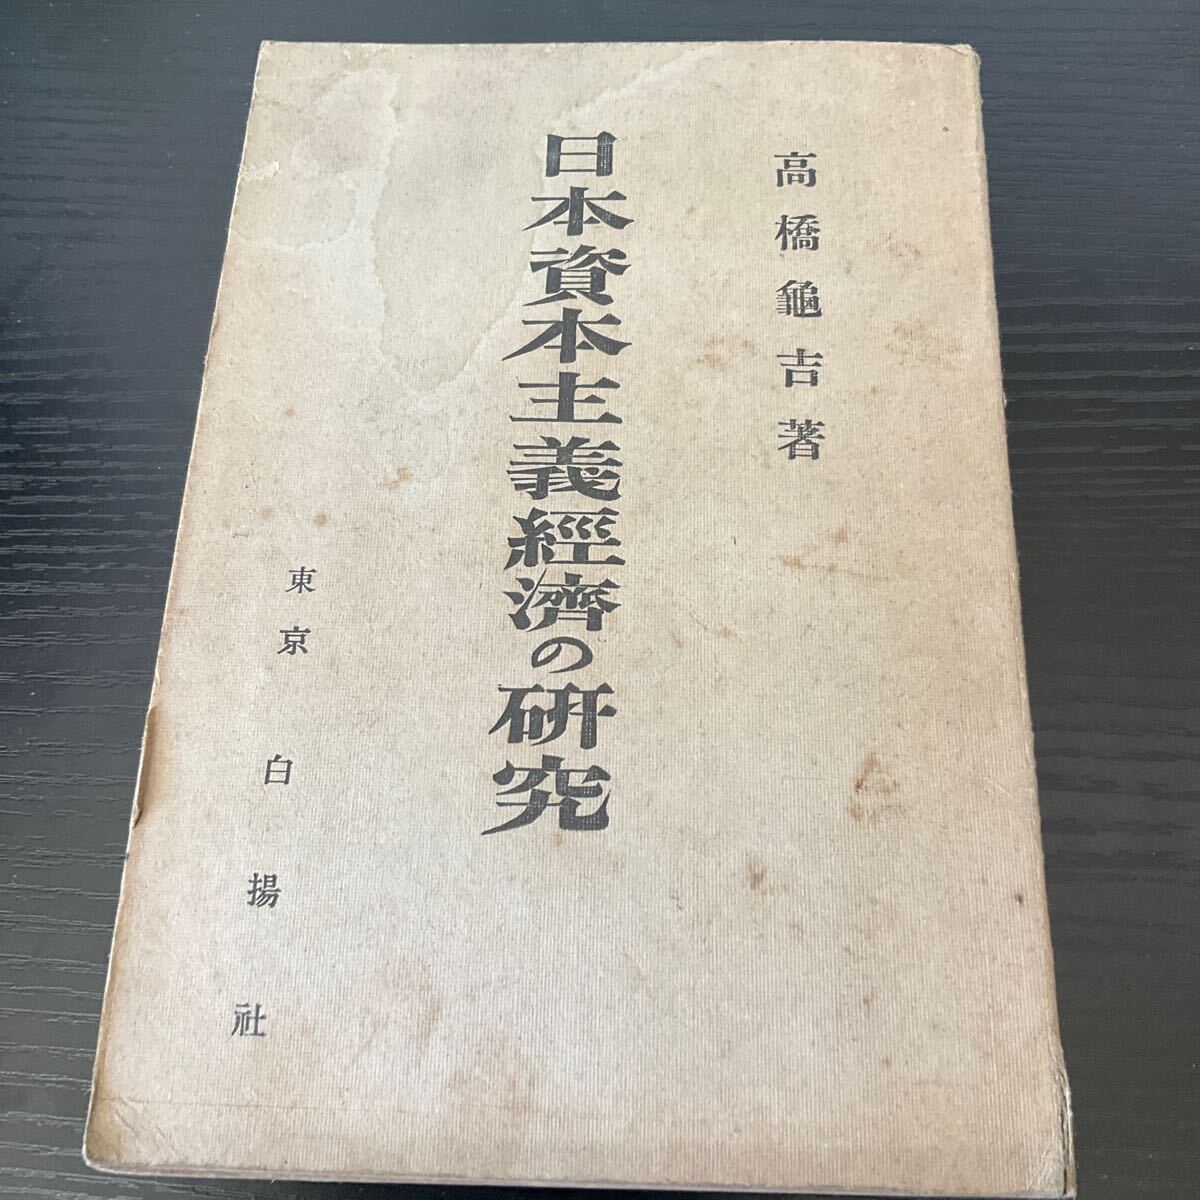 高橋龜吉著
日本資本主義經濟の研究
東京 白揚社